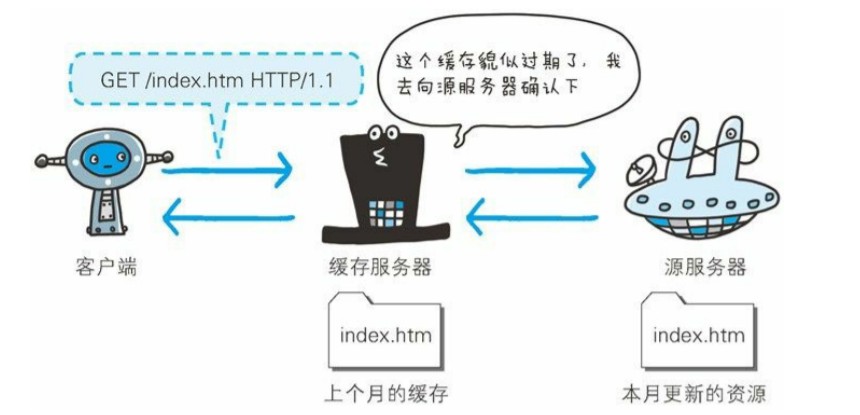 GET /index.htm HTTP/1.1
这个缓存貌似过期了，我
去向源服务器确认下
客户端
缓存服务器
源服务器
index.htm
index.htm
上个月的缓存
本月更新的资源